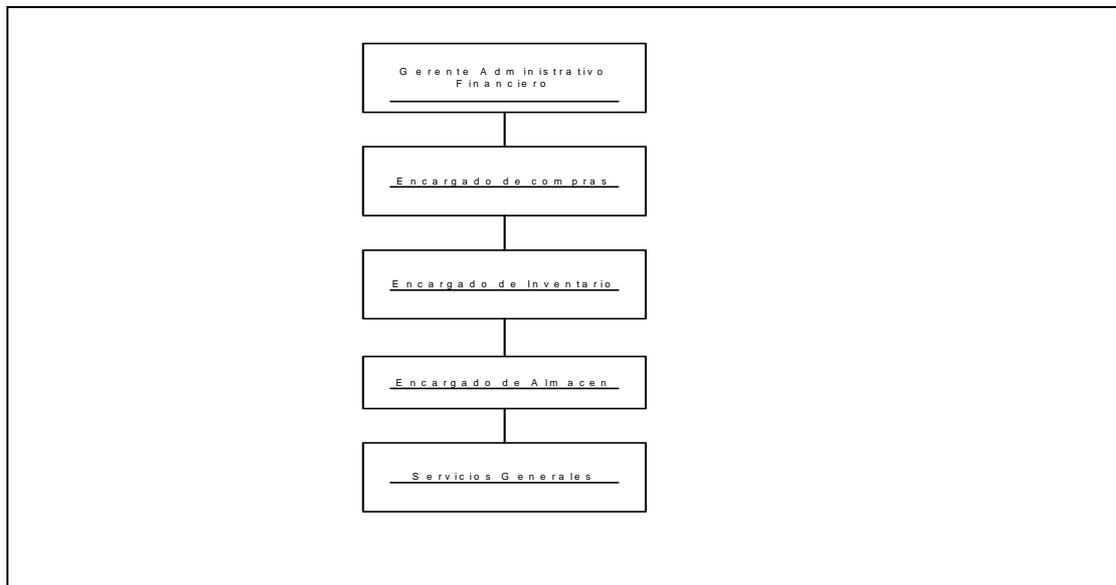 Gerente Administrativo
Financiero
Encargado de compras
Encargado de Inventario
Encargado de Almacen
Servicios Generales